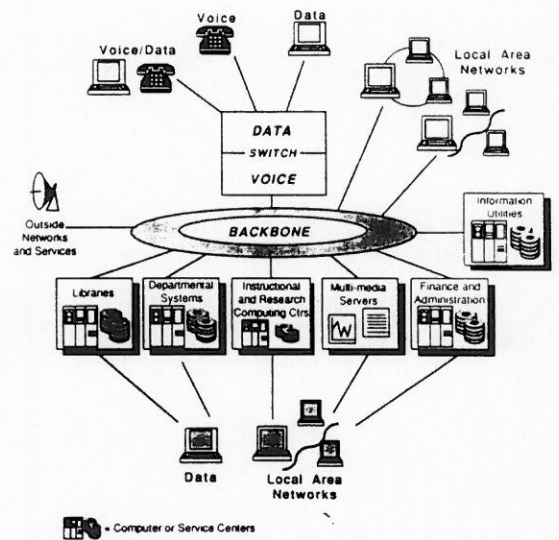 Voice
Data
Voice/Data
Local Area
Networks
DATA
SWITCH
VOICE
Outside
Networks
and Services
BACKBONE
Information
Utilities
Libraries
Departmental
Systems
Instructional
and Research
Computing Ctrs.
Multi-media
Servers
Finance and
Administration
Data
Local Area
Networks
= Computer or Service Centers